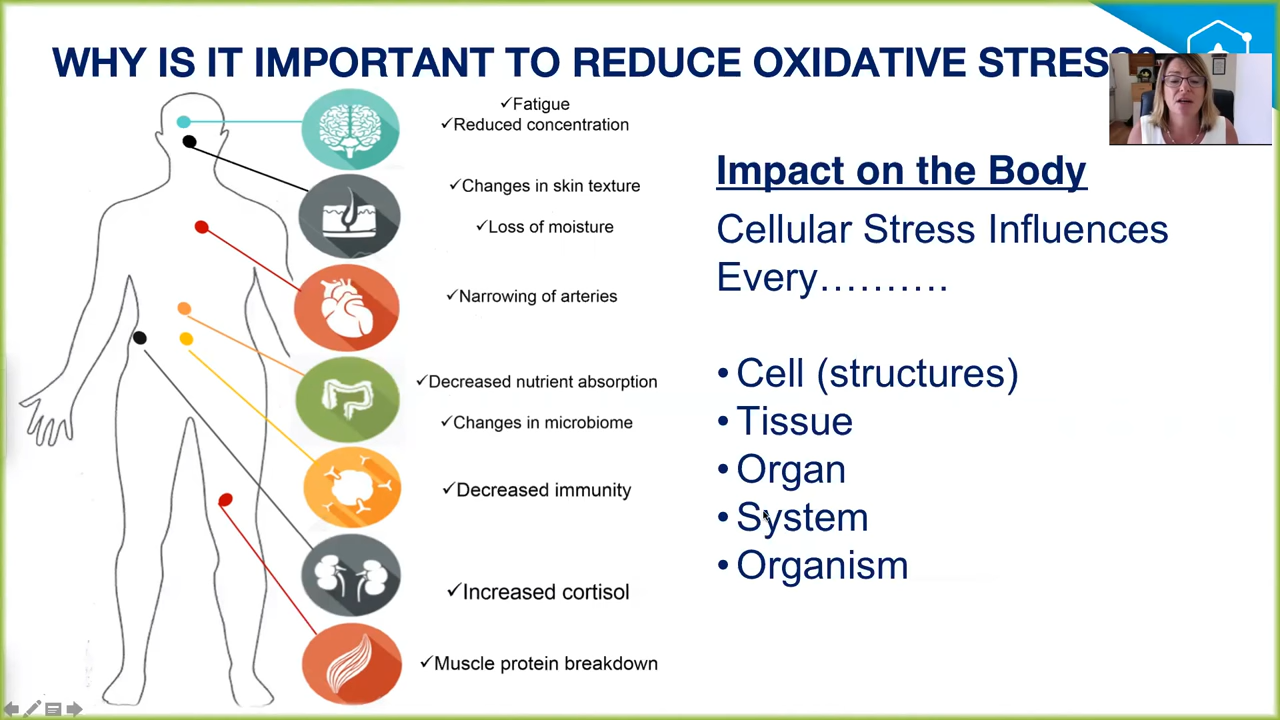 WHY IS IT IMPORTANT TO REDUCE OXIDATIVE STRESS?
✓Fatigue
✓Reduced concentration
✓Changes in skin texture
✓Loss of moisture
✓Narrowing of arteries
✓Decreased nutrient absorption
✓Changes in microbiome
✓Decreased immunity
✓Increased cortisol
✓Muscle protein breakdown
Impact on the Body
Cellular Stress Influences
Every……….
• Cell (structures)
• Tissue
• Organ
• System
• Organism